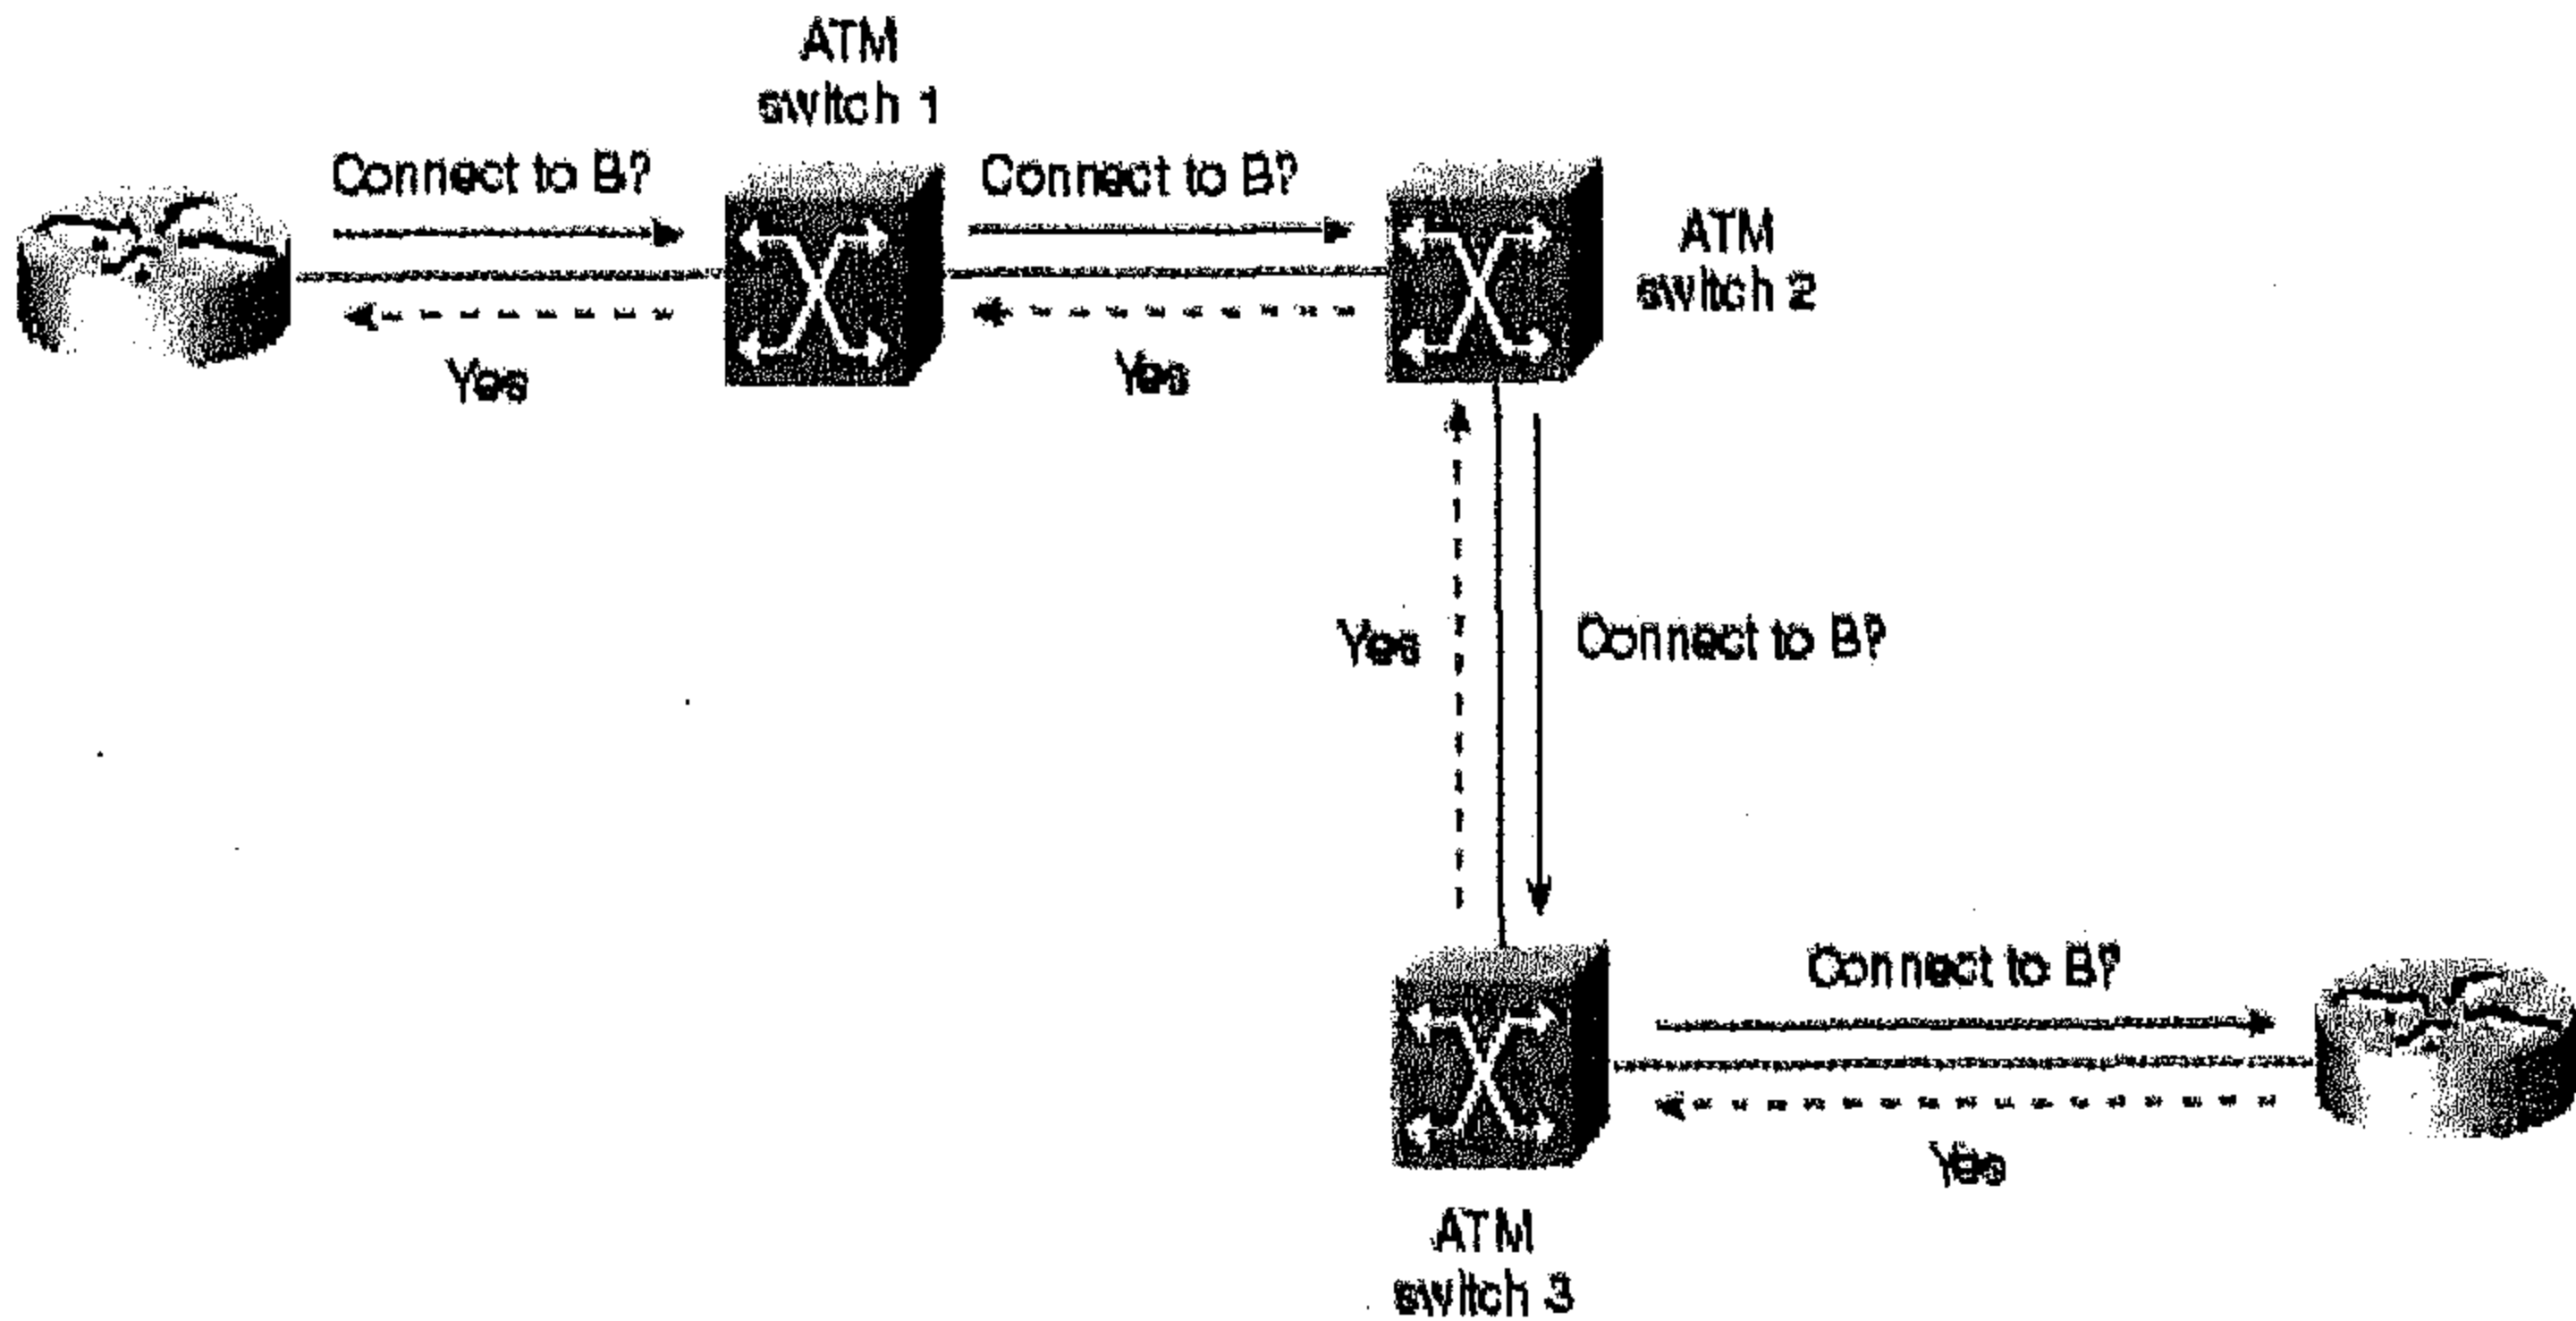 ATM
switch 1
Connect to B?
Connect to B?
ATM
switch 2
Yes
Yes
Yes
Connect to B?
Connect to B?
Yes
ATM
switch 3